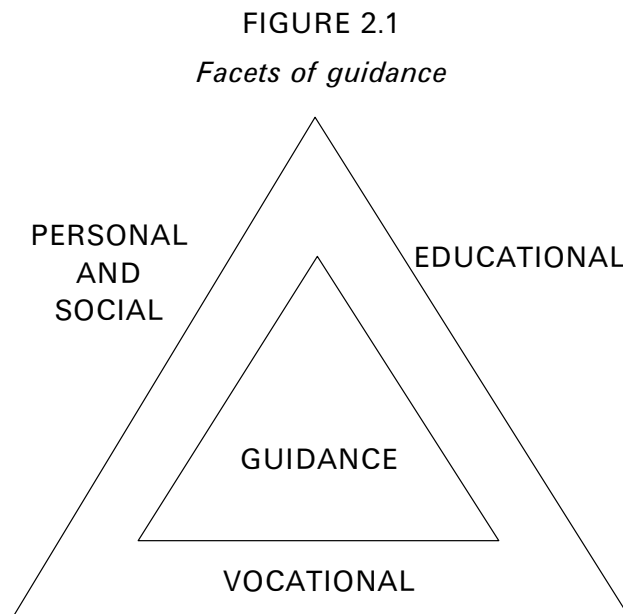 FIGURE 2.1
Facets of guidance
PERSONAL
AND
SOCIAL
EDUCATIONAL
GUIDANCE
VOCATIONAL